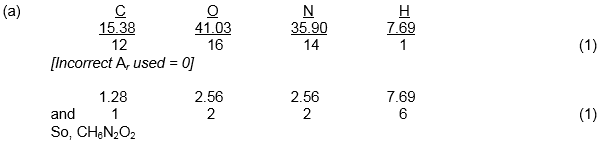 (a) C O N H
15.38 41.03 35.90 7.69
12 16 14 1 (1)
[Incorrect Ar used = 0]
1.28 2.56 2.56 7.69
and 1 2 2 6 (1)
So, CH6N2O2